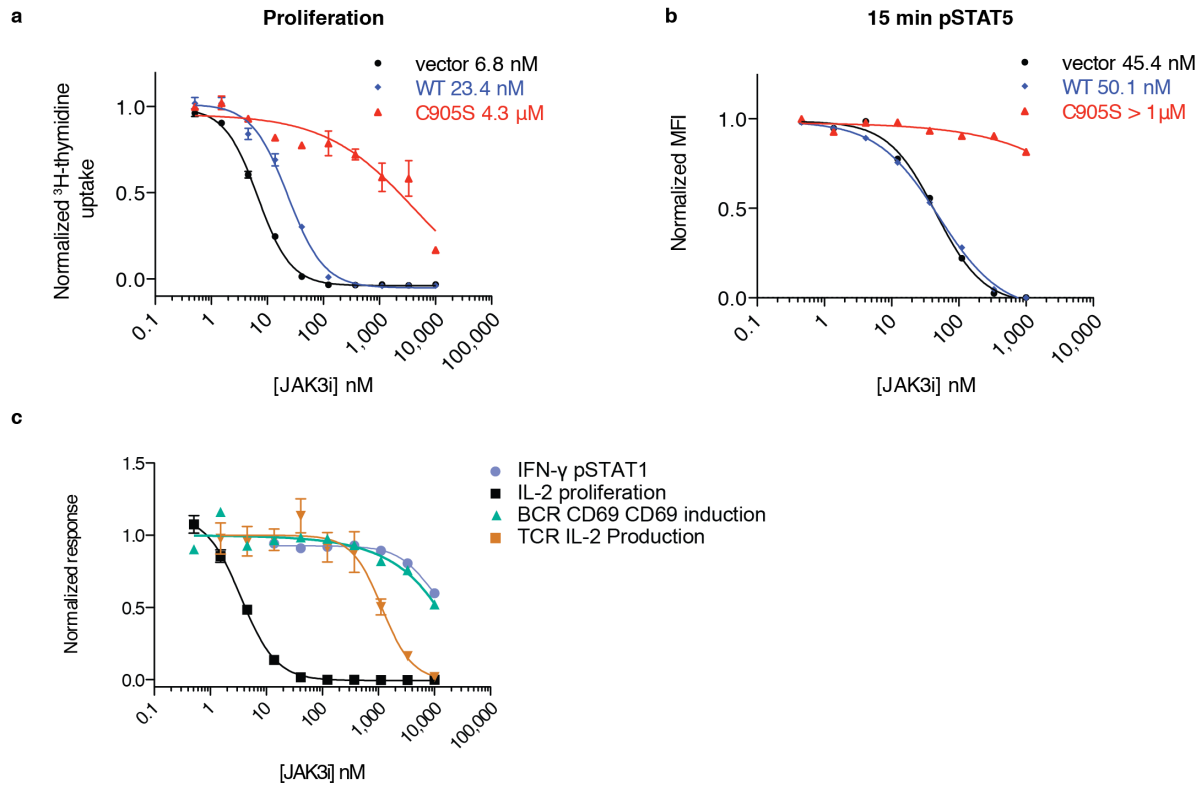 a
Proliferation
vector 6.8 nM
WT 23.4 nM
C905S 4.3 µM
Normalized ³H-thymidine
uptake
1.0
0.5
0.0
0.1
1
10
100
1,000
10,000
100,000
[JAK3i] nM
b
15 min pSTAT5
vector 45.4 nM
WT 50.1 nM
C905S > 1µM
Normalized MFI
1.0
0.5
0.0
0.1
1
10
100
1,000
10,000
[JAK3i] nM
c
IFN-γ pSTAT1
IL-2 proliferation
BCR CD69 CD69 induction
TCR IL-2 Production
Normalized response
1.5
1.0
0.5
0.0
0.1
1
10
100
1,000
10,000
100,000
[JAK3i] nM